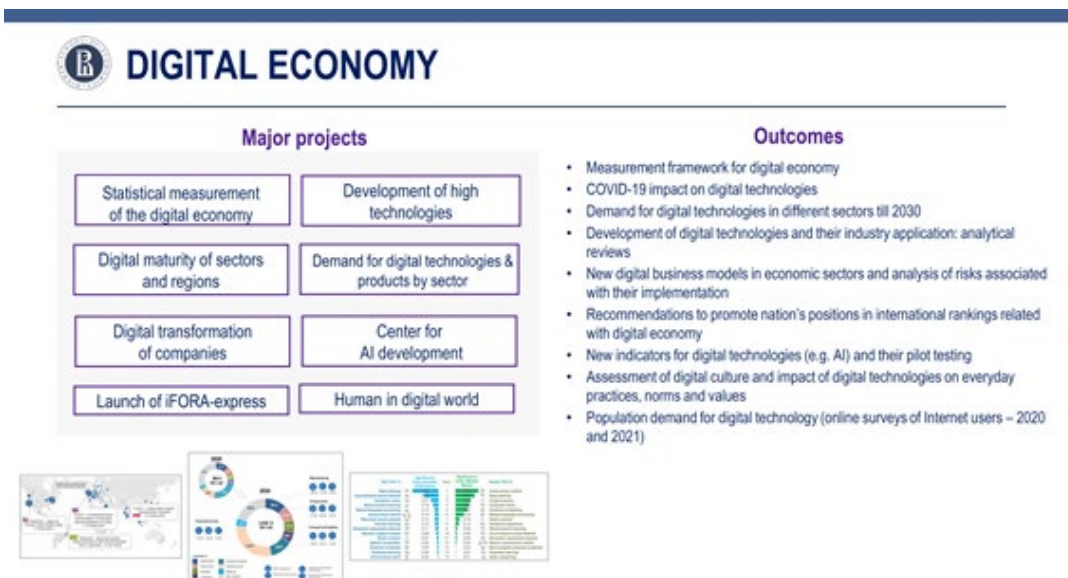 DIGITAL ECONOMY
Major projects
Statistical measurement
of the digital economy
Development of high
technologies
Digital maturity of sectors
and regions
Demand for digital technologies &
products by sector
Digital transformation
of companies
Center for
AI development
Launch of iFORA-express
Human in digital world
Outcomes
• Measurement framework for digital economy
• COVID-19 impact on digital technologies
• Demand for digital technologies in different sectors till 2030
• Development of digital technologies and their industry application: analytical
reviews
• New digital business models in economic sectors and analysis of risks associated
with their implementation
• Recommendations to promote nation's positions in international rankings related
with digital economy
• New indicators for digital technologies (e.g. AI) and their pilot testing
• Assessment of digital culture and impact of digital technologies on everyday
practices, norms and values
• Population demand for digital technology (online surveys of Internet users – 2020
and 2021)